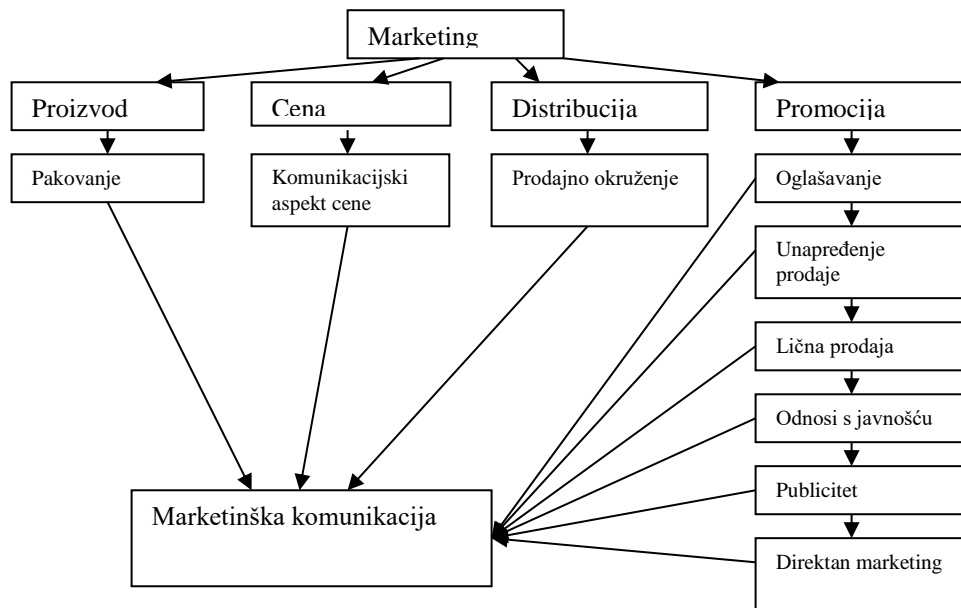 Marketing
Proizvod
Cena
Distribucija
Promocija
Pakovanje
Komunikacijski
aspekt cene
Prodajno okruženje
Oglašavanje
Unapređenje
prodaje
Lična prodaja
Odnosi s javnošću
Publicitet
Direktan marketing
Marketinška komunikacija